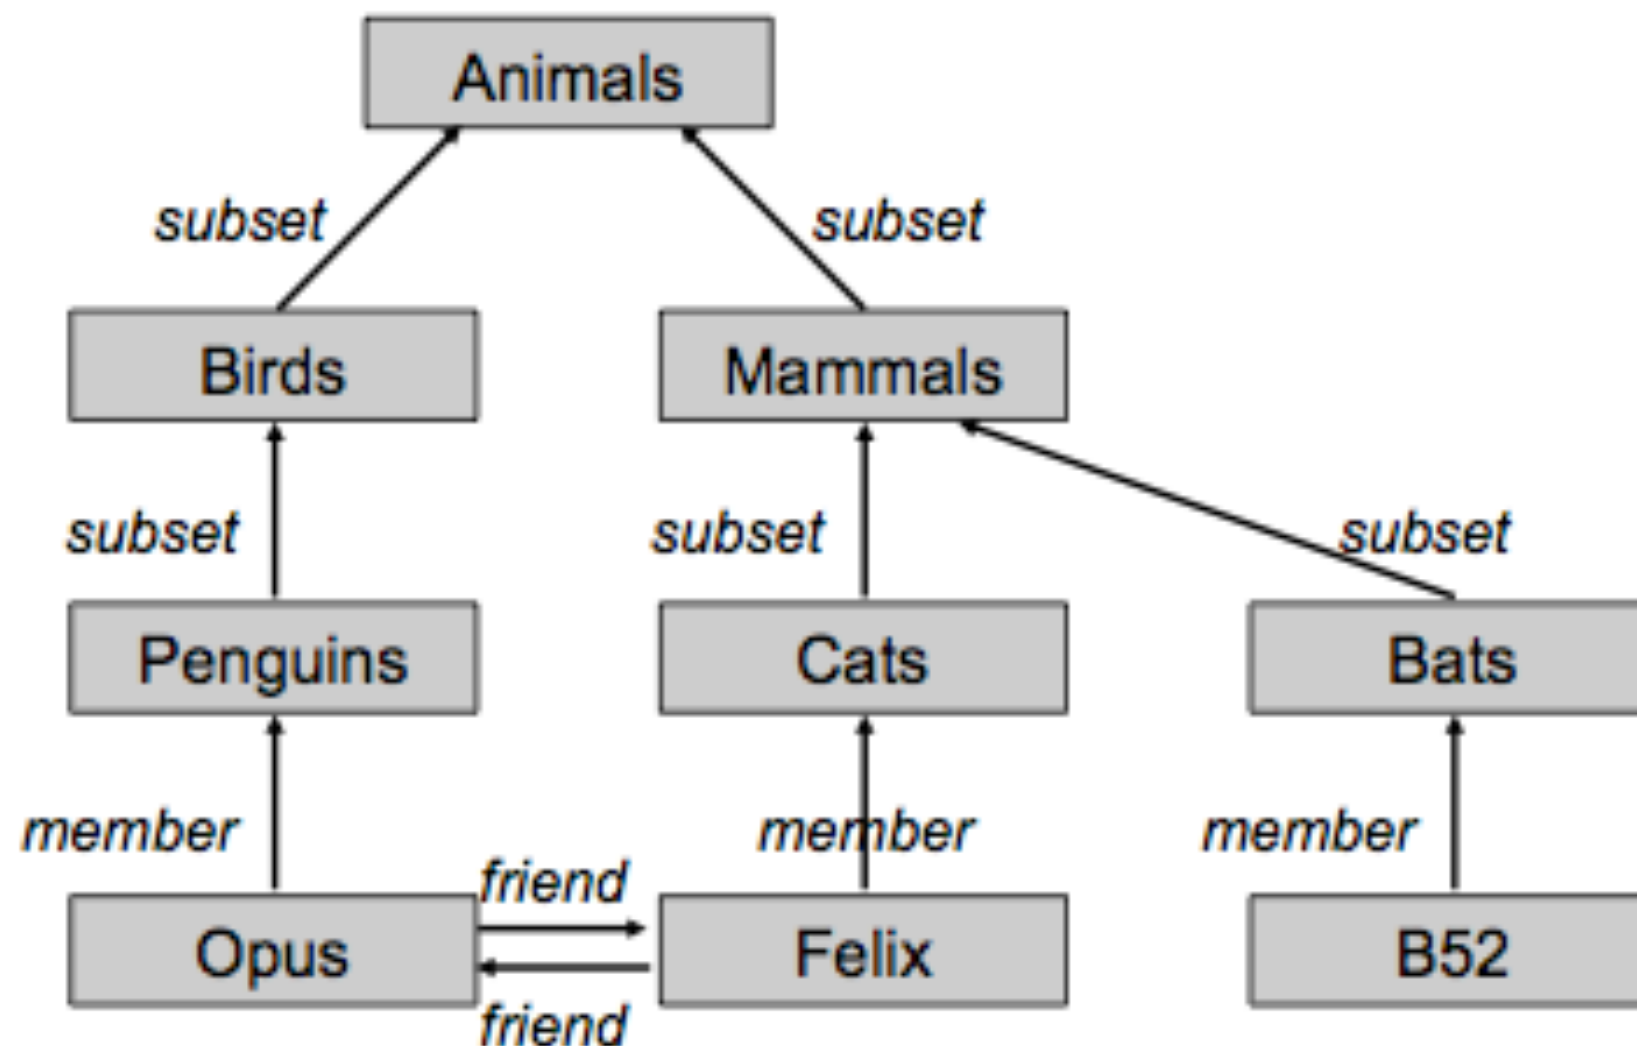 Animals
subset
subset
Birds
Mammals
subset
subset
subset
Penguins
Cats
Bats
member
member
member
friend
Opus
Felix
B52
friend